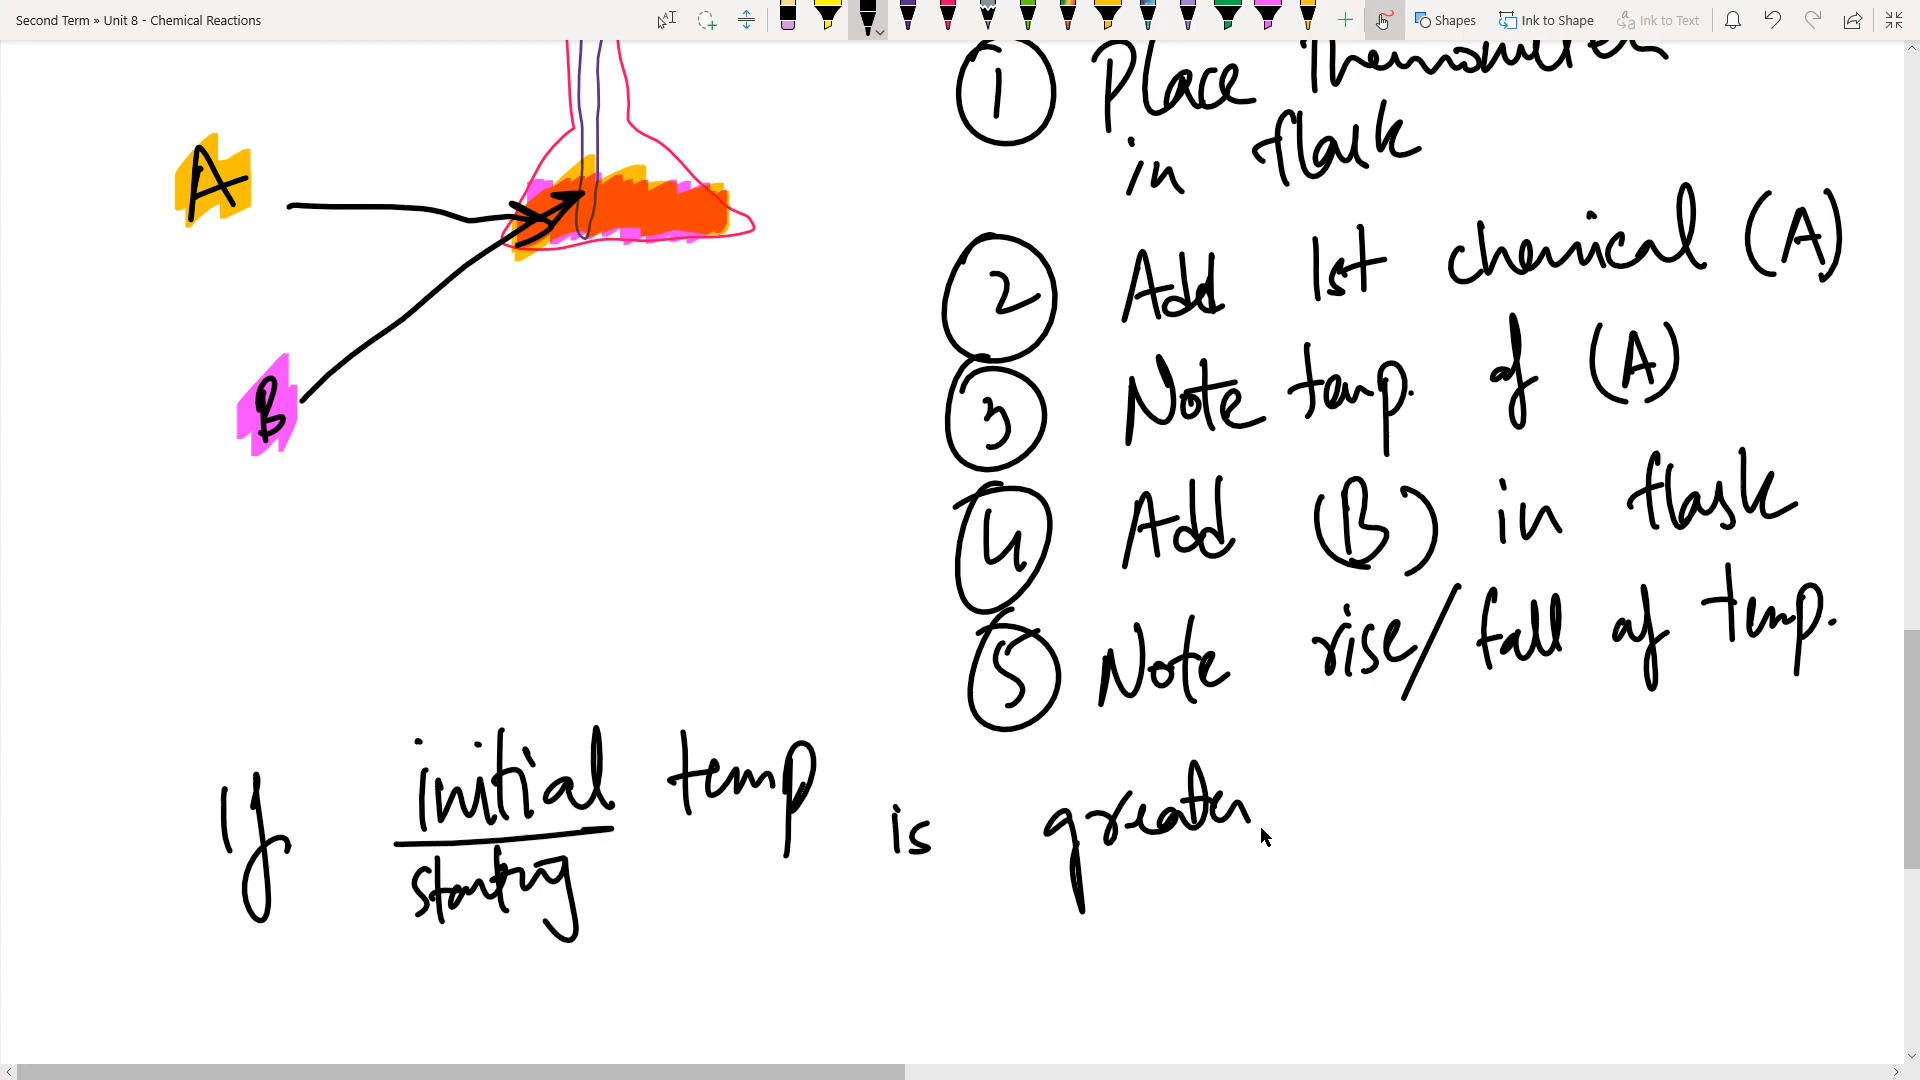 Second Term » Unit 8 - Chemical Reactions
Shapes
Ink to Shape
Ink to Text
1 Place Thermometer
in flask
A
2 Add 1st chemical (A)
3 Note temp. of (A)
B
4 Add (B) in flask
5 Note rise/fall of temp.
If initial temp is greater
starting